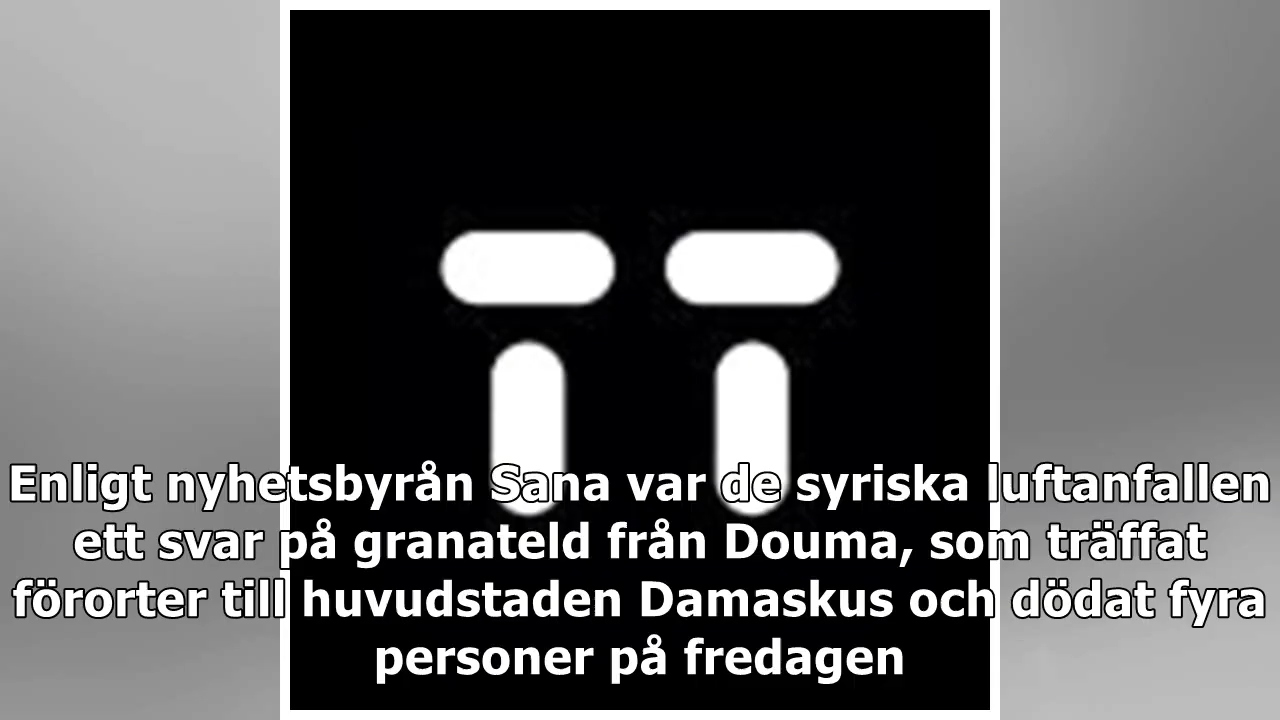 TT
Enligt nyhetsbyrån Sana var de syriska luftanfallen
ett svar på granateld från Douma, som träffat
förorter till huvudstaden Damaskus och dödat fyra
personer på fredagen